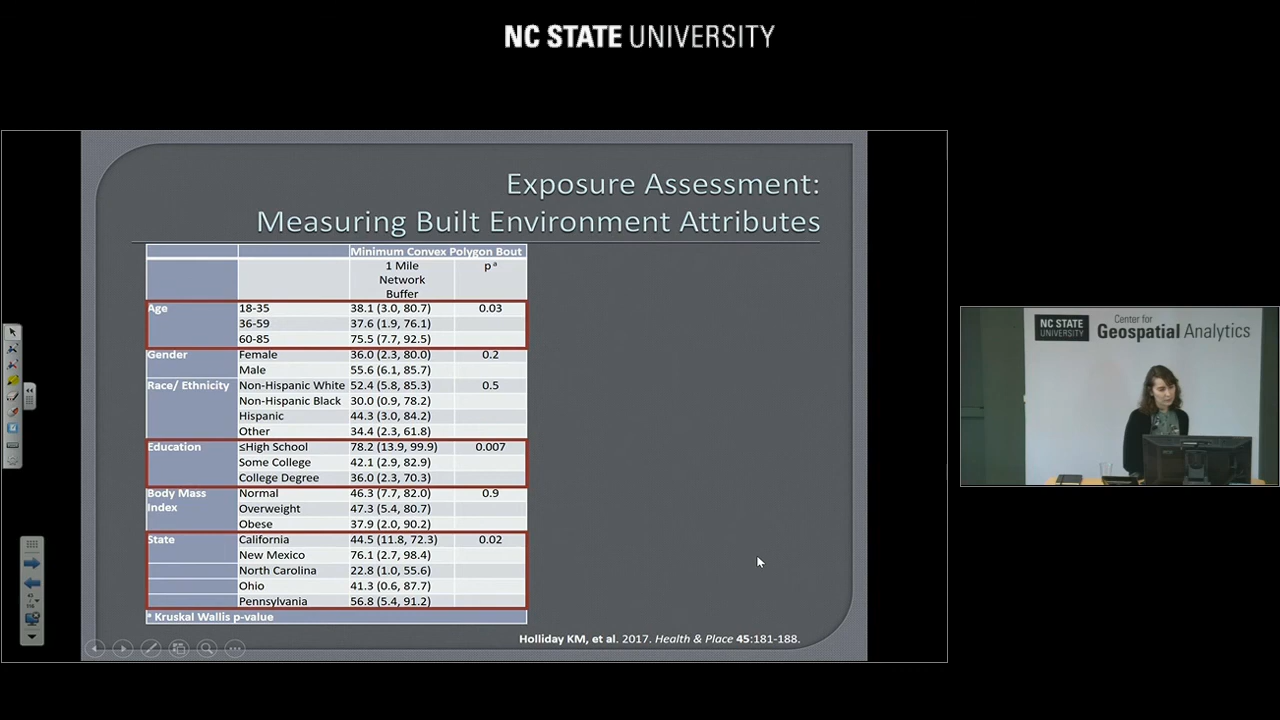 NC STATE UNIVERSITY
Exposure Assessment:
Measuring Built Environment Attributes
Minimum Convex Polygon Bout
1 Mile
Network
Buffer
p a
Age 18-35 38.1 (3.0, 80.7) 0.03
36-59 37.6 (1.9, 76.1)
60-85 75.5 (7.7, 92.5)
Gender Female 36.0 (2.3, 80.0) 0.2
Male 55.6 (6.1, 85.7)
Race/ Ethnicity Non-Hispanic White 52.4 (5.8, 85.3) 0.5
Non-Hispanic Black 30.0 (0.9, 78.2)
Hispanic 44.3 (3.0, 84.2)
Other 34.4 (2.3, 61.8)
Education ≤High School 78.2 (13.9, 99.9) 0.007
Some College 42.1 (2.9, 82.9)
College Degree 36.0 (2.3, 70.3)
Body Mass Normal 46.3 (7.7, 82.0) 0.9
Index Overweight 47.3 (5.4, 80.7)
Obese 37.9 (2.0, 90.2)
State California 44.5 (11.8, 72.3) 0.02
New Mexico 76.1 (2.7, 98.4)
North Carolina 22.8 (1.0, 55.6)
Ohio 41.3 (0.6, 87.7)
Pennsylvania 56.8 (5.4, 91.2)
a Kruskal Wallis p-value
Holliday KM, et al. 2017. Health & Place 45:181-188.
NC STATE
UNIVERSITY
Center for
Geospatial Analytics